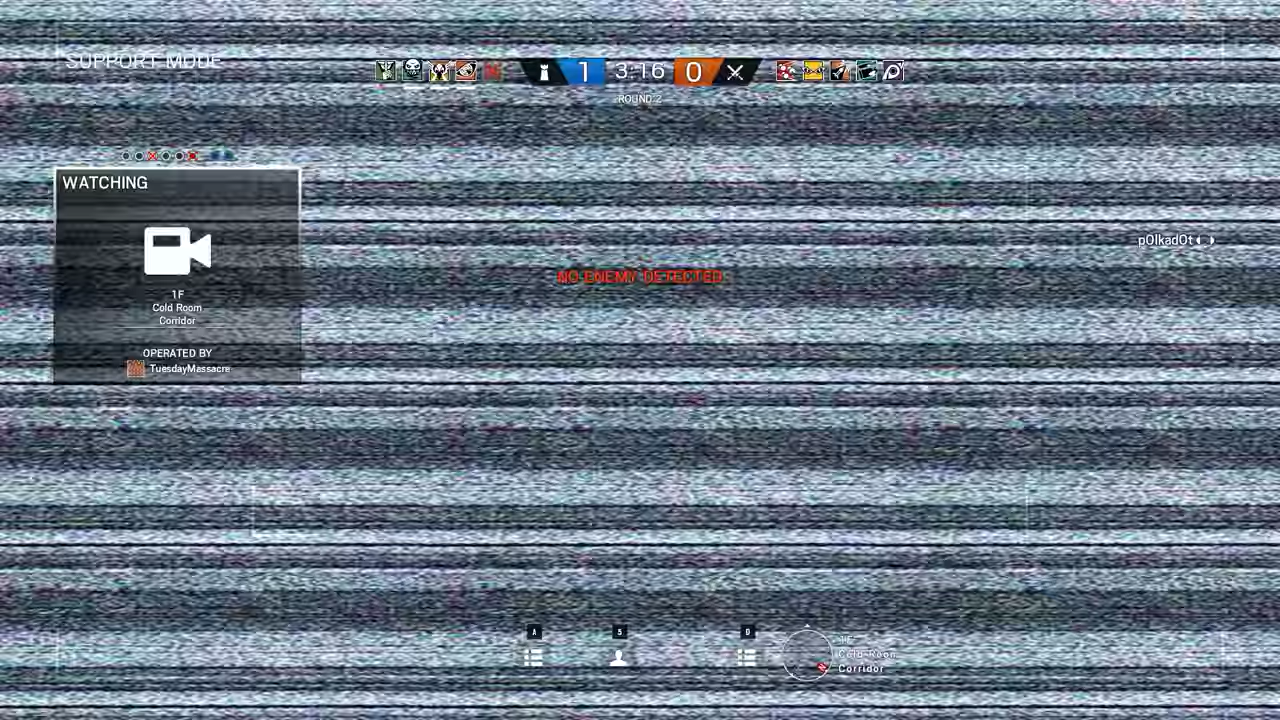 SUPPORT MODE
1 3:16 0
ROUND 2
WATCHING
p0lkad0t
NO ENEMY DETECTED
1F
Cold Room
Corridor
OPERATED BY
TuesdayMassacre
A S D
1F
Cold Room
Corridor